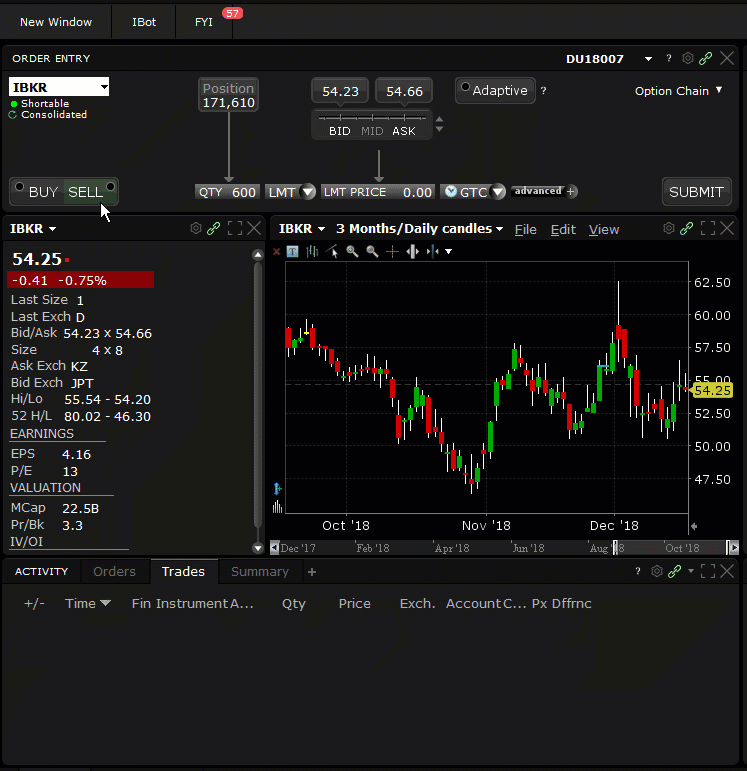 New Window IBot FYI 57
ORDER ENTRY DU18007 ?
IBKR Position 54.23 54.66 Adaptive ? Option Chain
Shortable 171,610
Consolidated BID MID ASK
BUY SELL QTY 600 LMT LMT PRICE 0.00 GTC advanced + SUBMIT
IBKR
54.25
-0.41 -0.75%
Last Size 1
Last Exch D
Bid/Ask 54.23 x 54.66
Size 4 x 8
Ask Exch KZ
Bid Exch JPT
Hi/Lo 55.54 - 54.20
52 H/L 80.02 - 46.30
EARNINGS
EPS 4.16
P/E 13
VALUATION
MCap 22.5B
Pr/Bk 3.3
IV/OI
IBKR 3 Months/Daily candles File Edit View
T
62.50
60.00
57.50
55.00
54.25
52.50
50.00
47.50
Oct '18 Nov '18 Dec '18
Dec '17 Feb '18 Apr '18 Jun '18 Aug '18 Oct '18
ACTIVITY Orders Trades Summary + ?
+/- Time Fin Instrument A... Qty Price Exch. Account C... Px Dffrnc